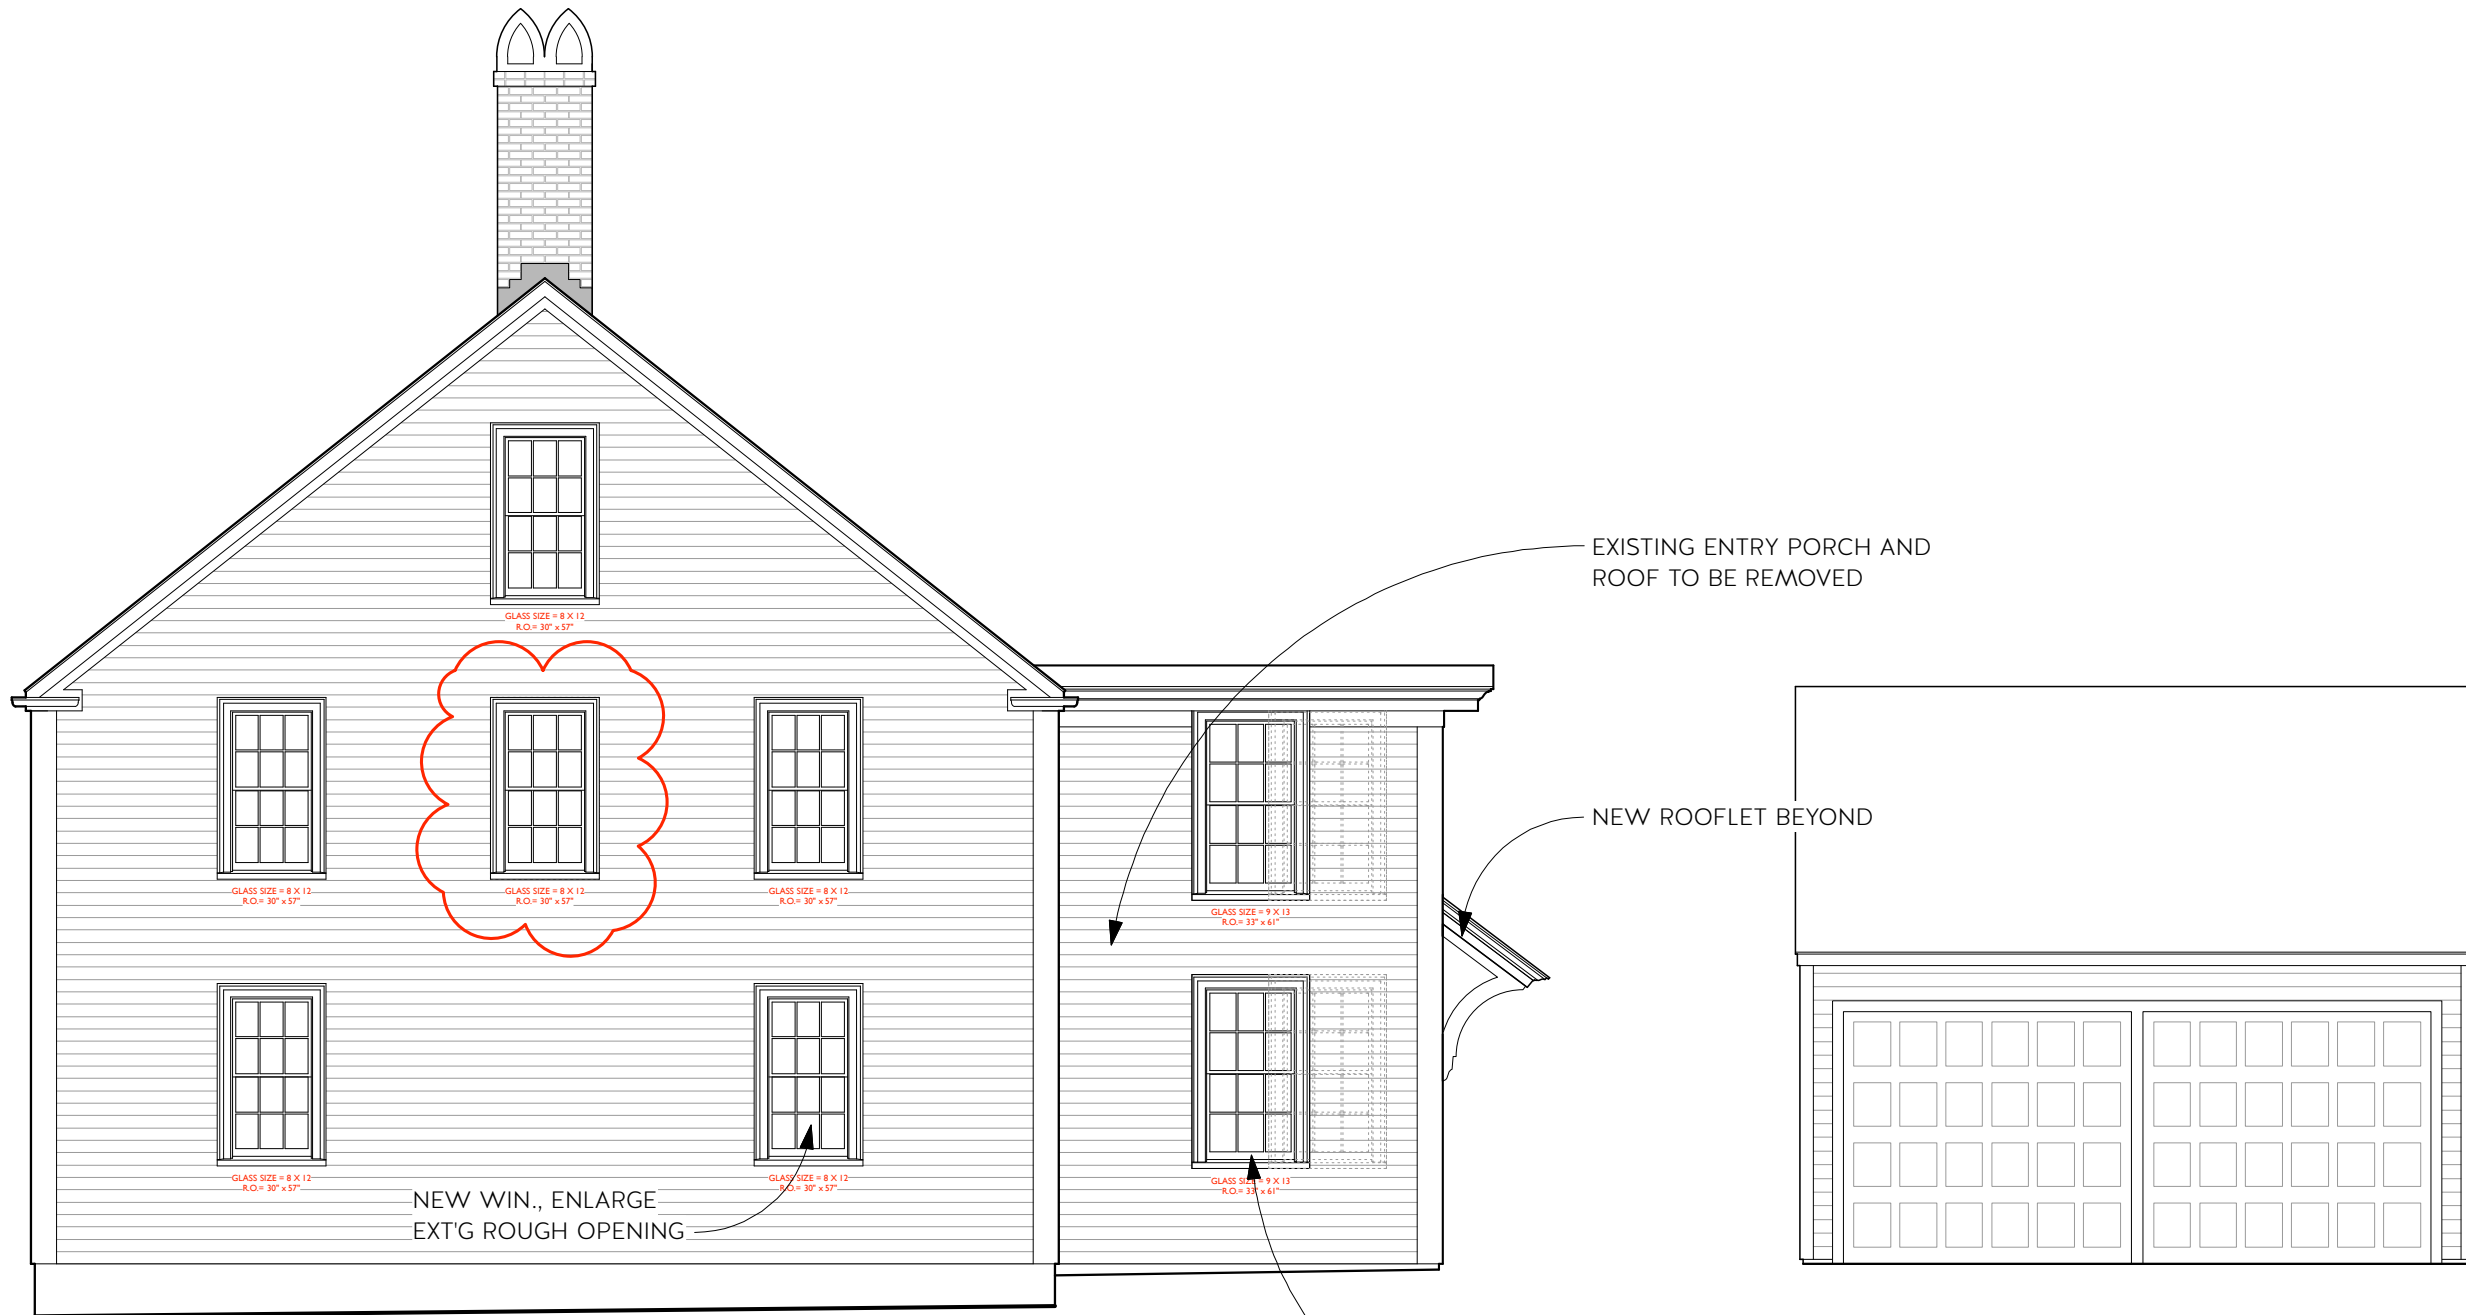 EXISTING ENTRY PORCH AND
ROOF TO BE REMOVED
GLASS SIZE = 8 X 12
R.O.= 30" x 57"
NEW ROOFLET BEYOND
GLASS SIZE = 8 X 12
R.O.= 30" x 57"
GLASS SIZE = 8 X 12
R.O.= 30" x 57"
GLASS SIZE = 8 X 12
R.O.= 30" x 57"
GLASS SIZE = 9 X 13
R.O.= 33" x 61"
GLASS SIZE = 8 X 12
R.O.= 30" x 57"
GLASS SIZE = 8 X 12
R.O.= 30" x 57"
GLASS SIZE = 9 X 13
R.O.= 33" x 61"
NEW WIN., ENLARGE
EXT'G ROUGH OPENING